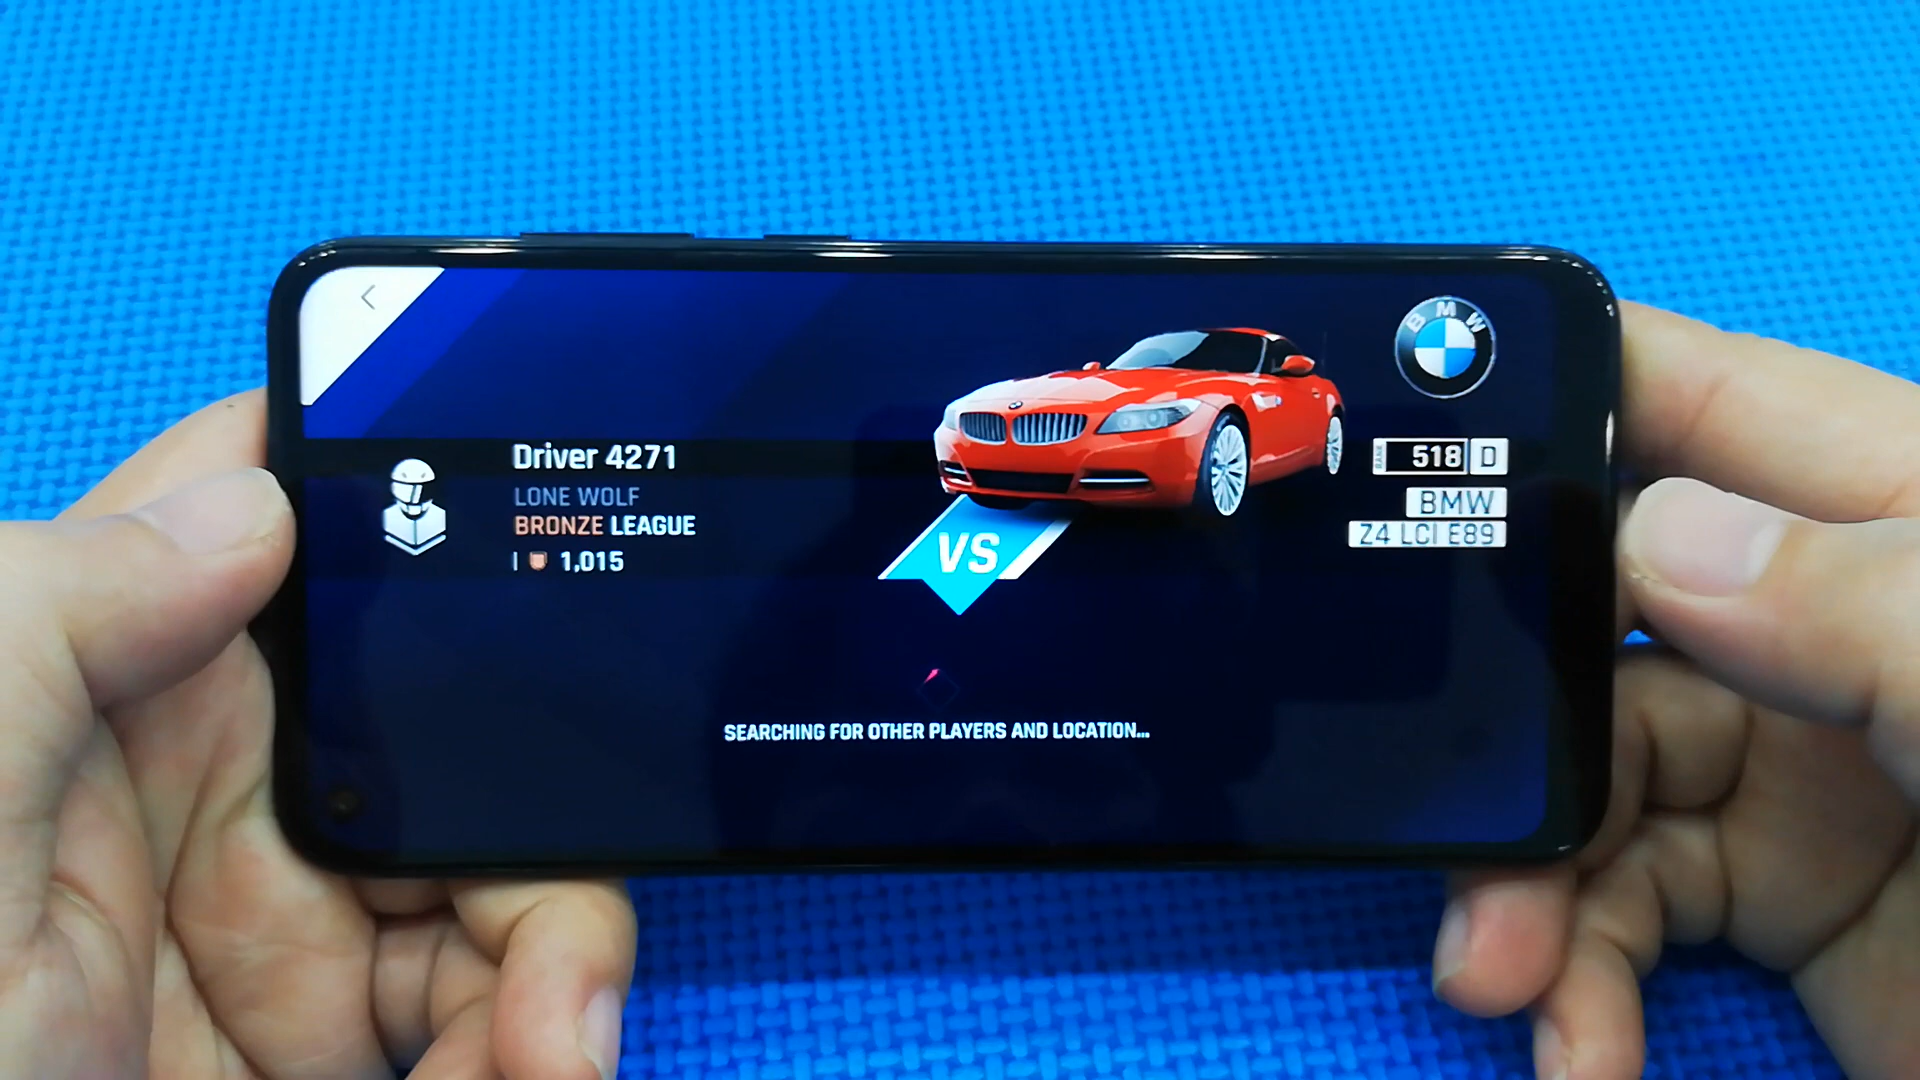 BMW
Driver 4271
LONE WOLF
BRONZE LEAGUE
I 1,015
RANK 518 D
BMW
Z4 LCI E89
VS
SEARCHING FOR OTHER PLAYERS AND LOCATION...